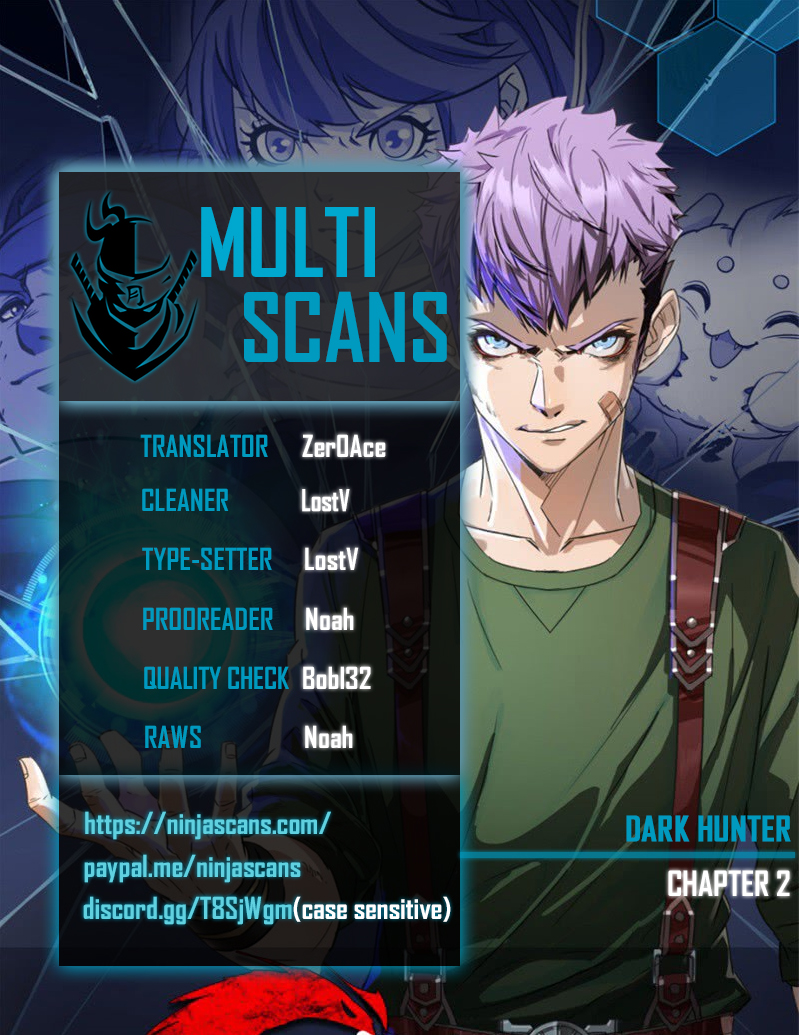 MULTI
SCANS
TRANSLATOR Zer0Ace
CLEANER LostV
TYPE-SETTER LostV
PROOREADER Noah
QUALITY CHECK Bob132
RAWS Noah
https://ninjascans.com/
paypal.me/ninjascans
discord.gg/T8SjWgm(case sensitive)
DARK HUNTER
CHAPTER 2